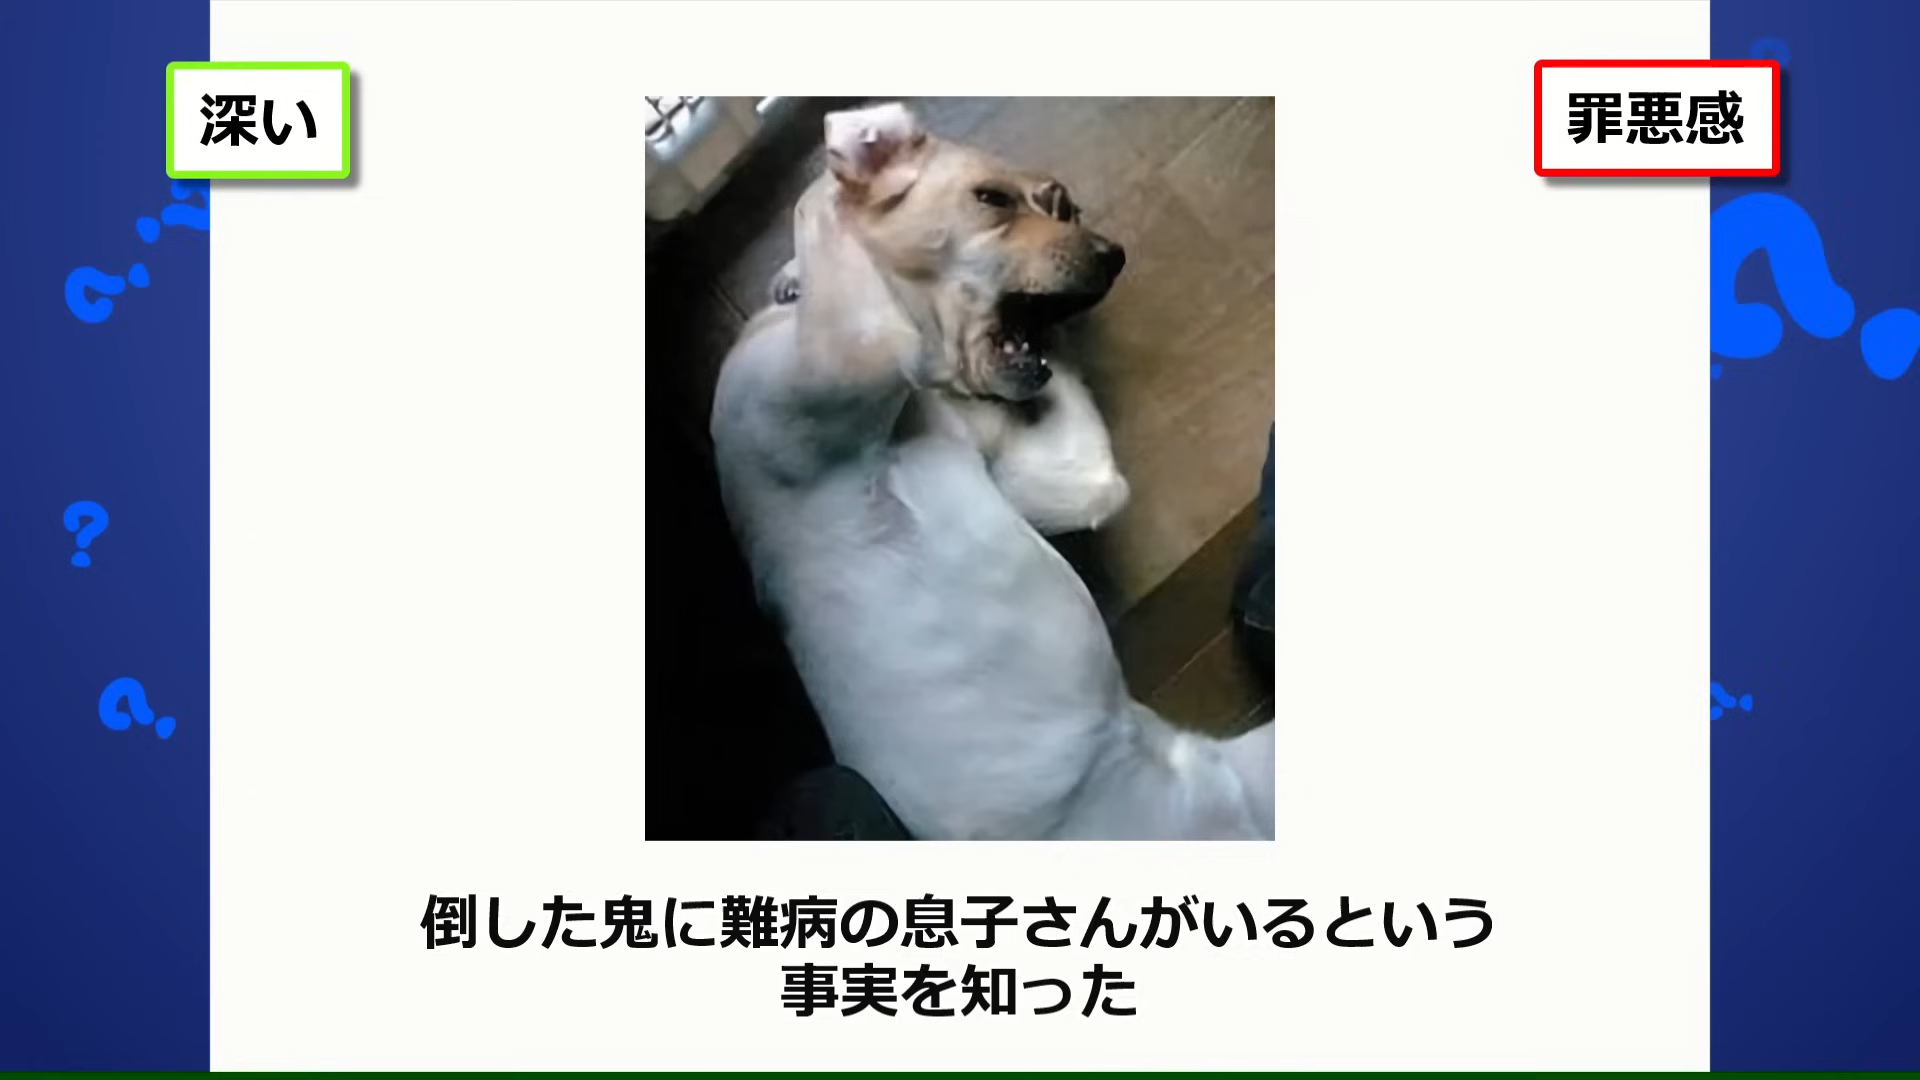 深い
罪悪感
倒した鬼に難病の息子さんがいるという
事実を知った